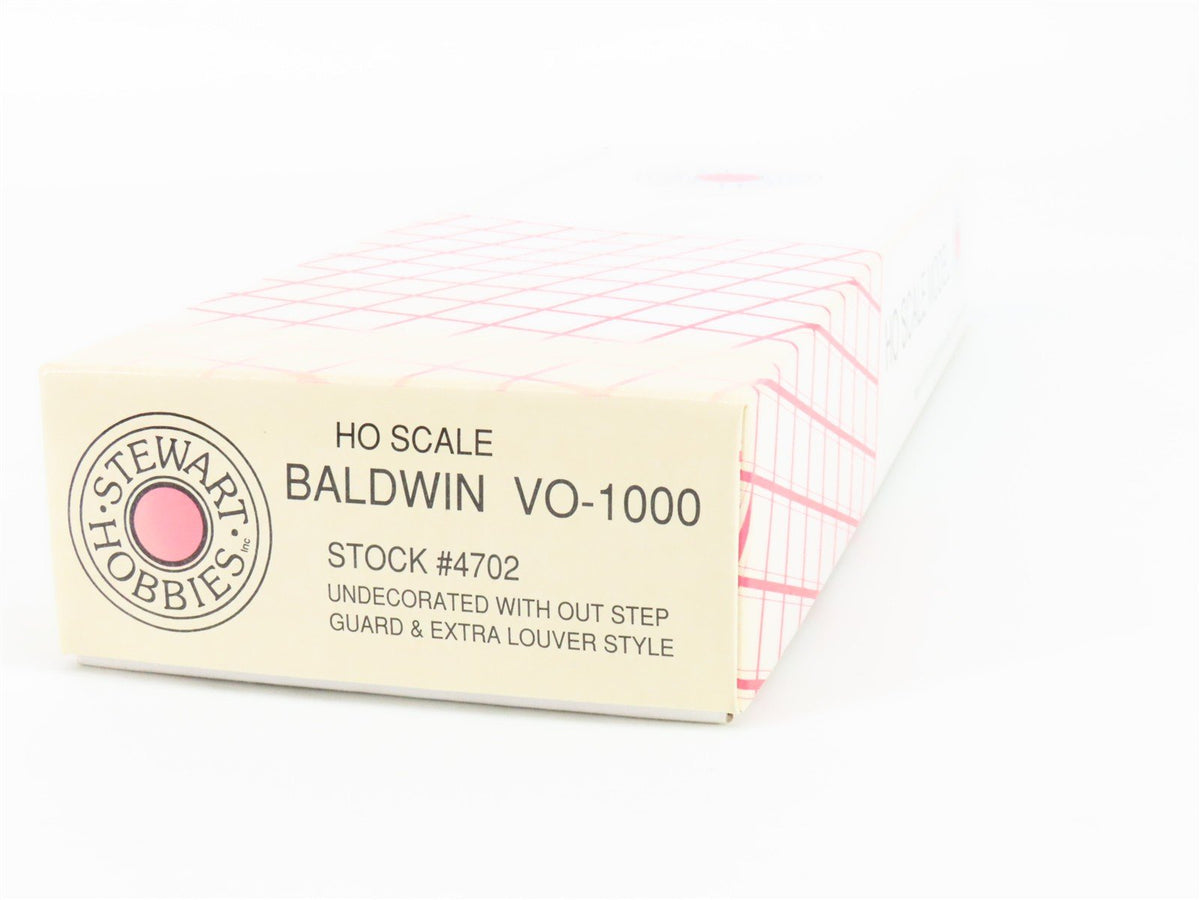 STEWART
HOBBIES Inc
HO SCALE
BALDWIN VO-1000
STOCK #4702
UNDECORATED WITH OUT STEP
GUARD & EXTRA LOUVER STYLE
HO SCALE MODEL